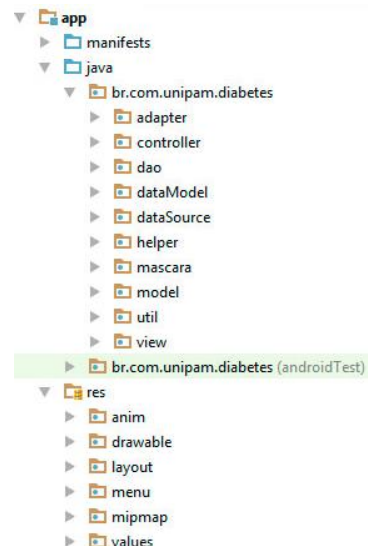 app
manifests
java
br.com.unipam.diabetes
adapter
controller
dao
dataModel
dataSource
helper
mascara
model
util
view
br.com.unipam.diabetes (androidTest)
res
anim
drawable
layout
menu
mipmap
values